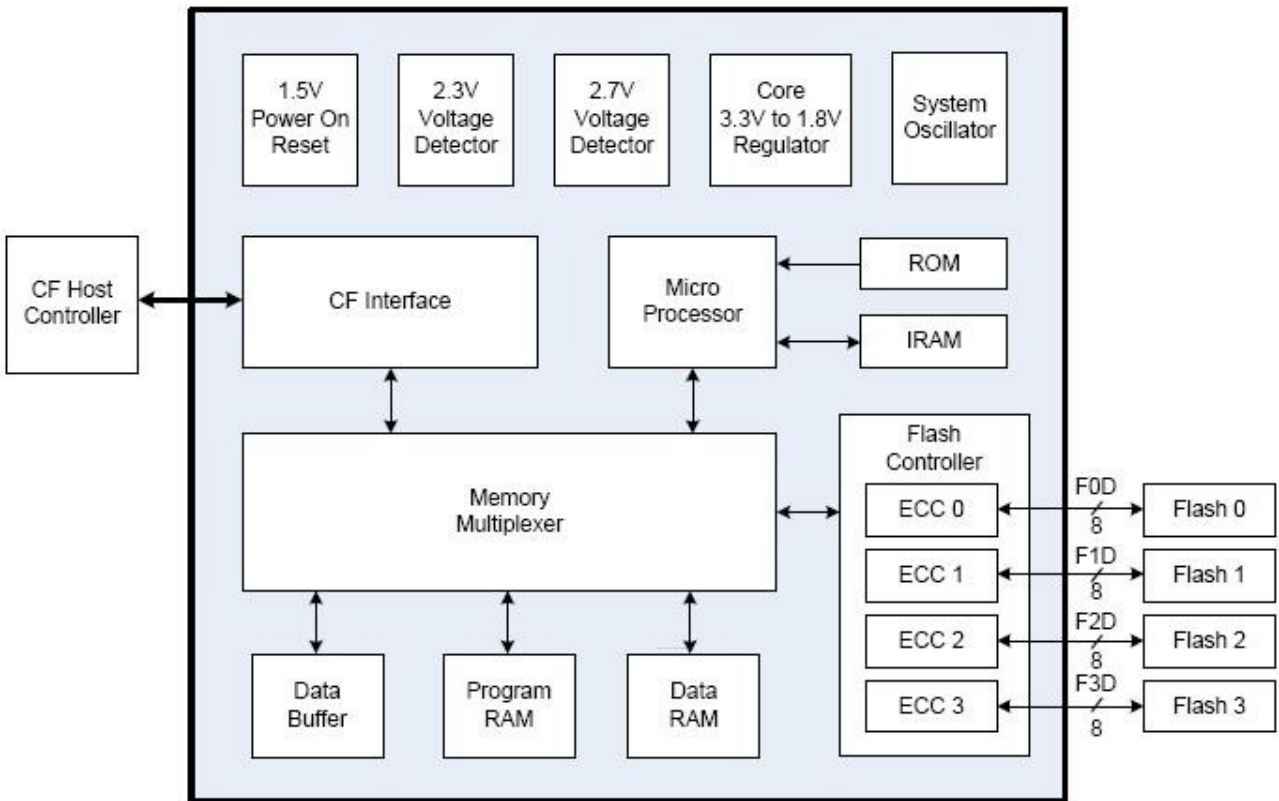 1.5V
Power On
Reset
2.3V
Voltage
Detector
2.7V
Voltage
Detector
Core
3.3V to 1.8V
Regulator
System
Oscillator
CF Host
Controller
CF Interface
Micro
Processor
ROM
IRAM
Memory
Multiplexer
Flash
Controller
ECC 0
F0D
8
Flash 0
ECC 1
F1D
8
Flash 1
ECC 2
F2D
8
Flash 2
ECC 3
F3D
8
Flash 3
Data
Buffer
Program
RAM
Data
RAM